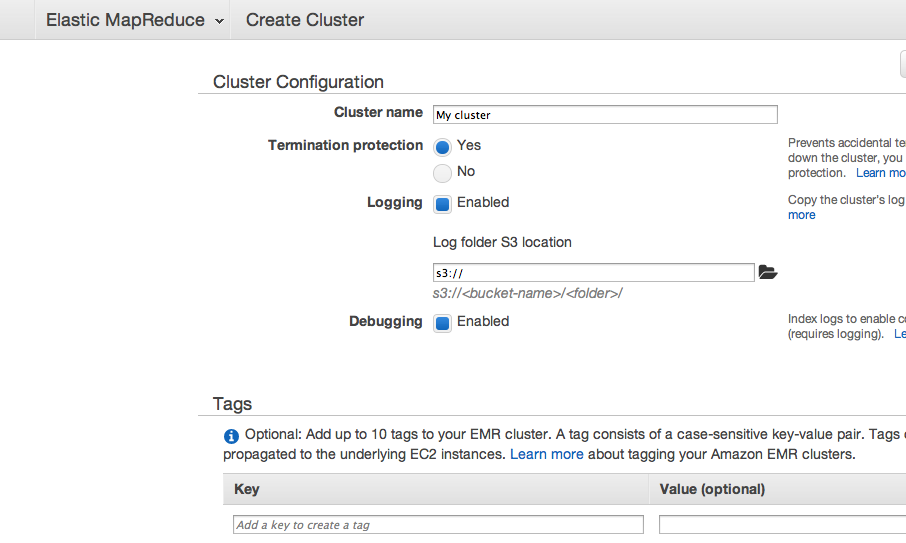 Elastic MapReduce Create Cluster
Cluster Configuration
Cluster name My cluster
Termination protection Yes
No
Prevents accidental
down the cluster, you
protection. Learn
Logging Enabled
Copy the cluster's log
more
Log folder S3 location
s3://
s3://<bucket-name>/<folder>/
Debugging Enabled
Index logs to enable
(requires logging).
Tags
Optional: Add up to 10 tags to your EMR cluster. A tag consists of a case-sensitive key-value pair. Tags
propagated to the underlying EC2 instances. Learn more about tagging your Amazon EMR clusters.
Key Value (optional)
Add a key to create a tag